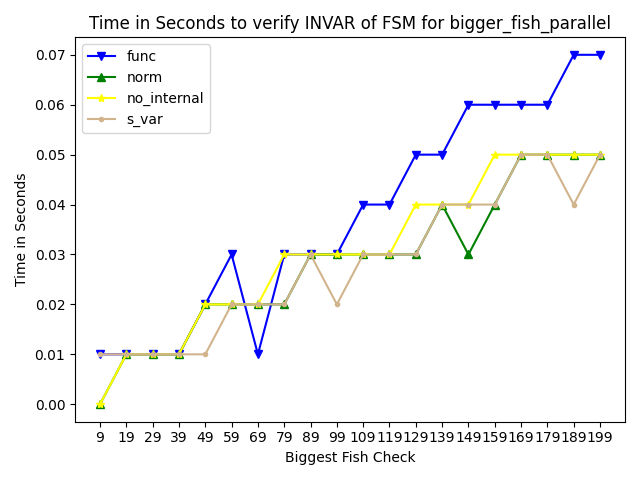 Time in Seconds to verify INVAR of FSM for bigger_fish_parallel
func
norm
no_internal
s_var
0.07
0.06
0.05
0.04
0.03
0.02
0.01
0.00
Time in Seconds
9 19 29 39 49 59 69 79 89 99 109 119 129 139 149 159 169 179 189 199
Biggest Fish Check